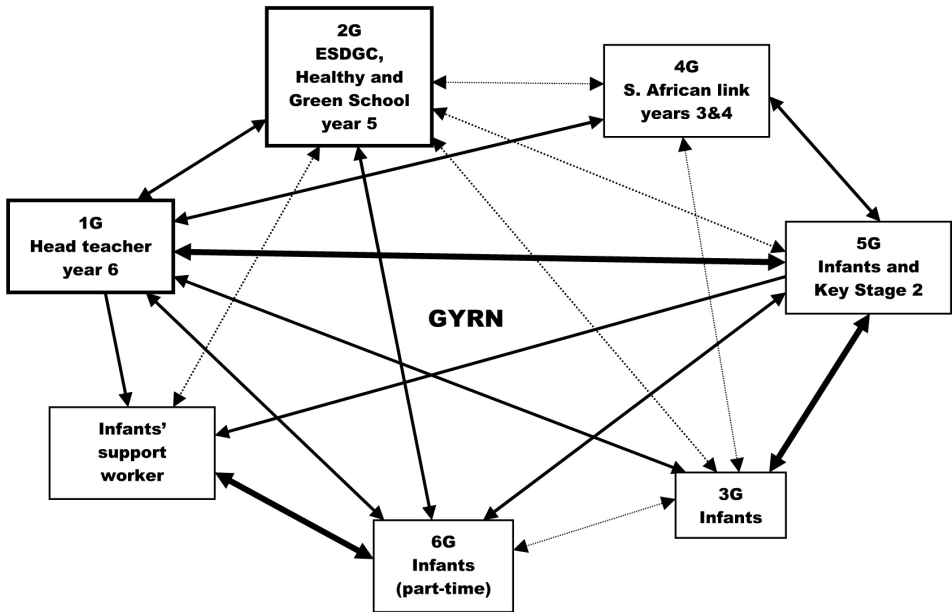 2G
ESDGC,
Healthy and
Green School
year 5
4G
S. African link
years 3&4
1G
Head teacher
year 6
5G
Infants and
Key Stage 2
GYRN
Infants’
support
worker
3G
Infants
6G
Infants
(part-time)